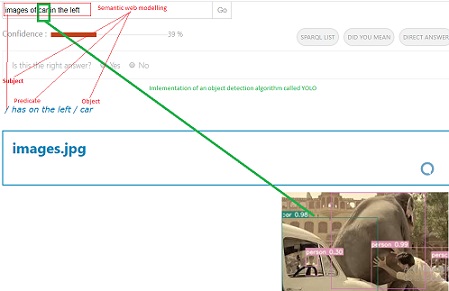 Semantic web modelling
images of car on the left
Go
Confidence :
39 %
SPARQL LIST
DID YOU MEAN
DIRECT ANSWER
Is this the right answer?
Yes
No
Subject
Predicate
Object
Imlementation of an object detection algorithm called YOLO
/ has on the left / car
images.jpg
car 0.98
person 0.99
person 0.30
person